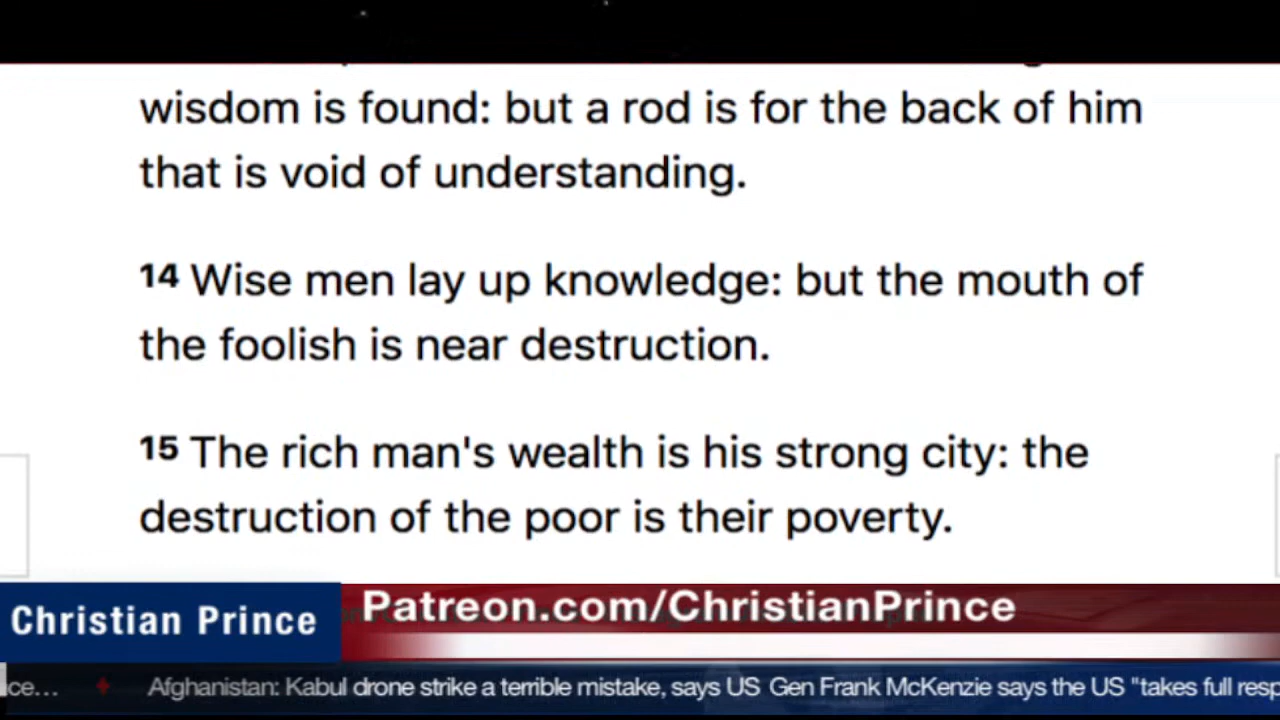 wisdom is found: but a rod is for the back of him
that is void of understanding.
14 Wise men lay up knowledge: but the mouth of
the foolish is near destruction.
15 The rich man's wealth is his strong city: the
destruction of the poor is their poverty.
Christian Prince
Patreon.com/ChristianPrince
ce... Afghanistan: Kabul drone strike a terrible mistake, says US Gen Frank McKenzie says the US "takes full resp